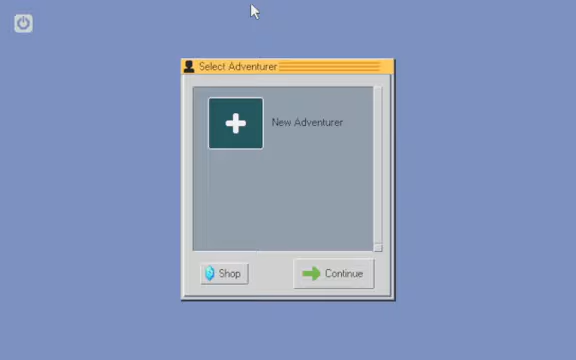 Select Adventurer
New Adventurer
Shop
Continue